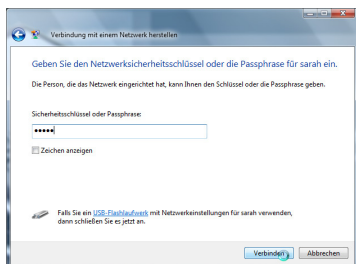 Verbindung mit einem Netzwerk herstellen
Geben Sie den Netzwerksicherheitsschlüssel oder die Passphrase für sarah ein.
Die Person, die das Netzwerk eingerichtet hat, kann Ihnen den Schlüssel oder die Passphrase geben.
Sicherheitsschlüssel oder Passphrase:
•••••
Zeichen anzeigen
Falls Sie ein USB-Flashlaufwerk mit Netzwerkeinstellungen für sarah verwenden,
dann schließen Sie es jetzt an.
Verbinden Abbrechen